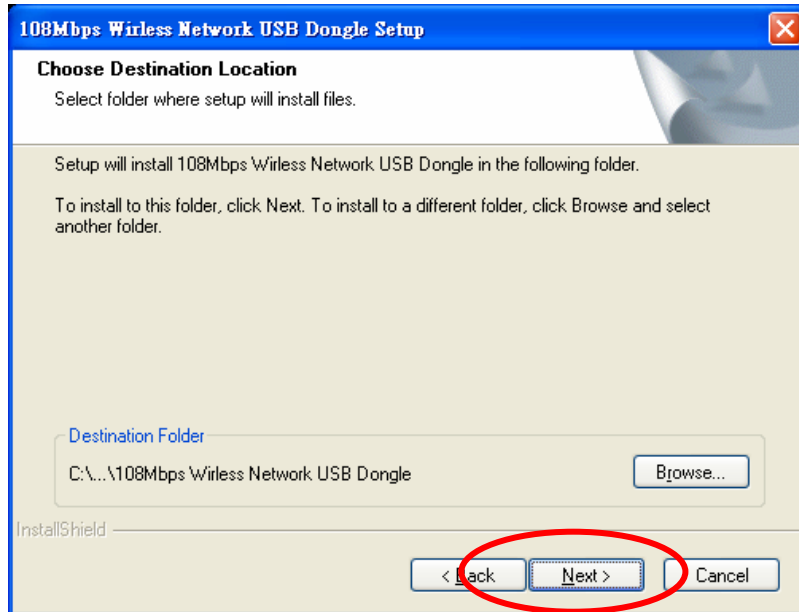 108Mbps Wirless Network USB Dongle Setup
Choose Destination Location
Select folder where setup will install files.
Setup will install 108Mbps Wirless Network USB Dongle in the following folder.
To install to this folder, click Next. To install to a different folder, click Browse and select
another folder.
Destination Folder
C:\...\108Mbps Wirless Network USB Dongle
Browse...
InstallShield
< Back
Next >
Cancel